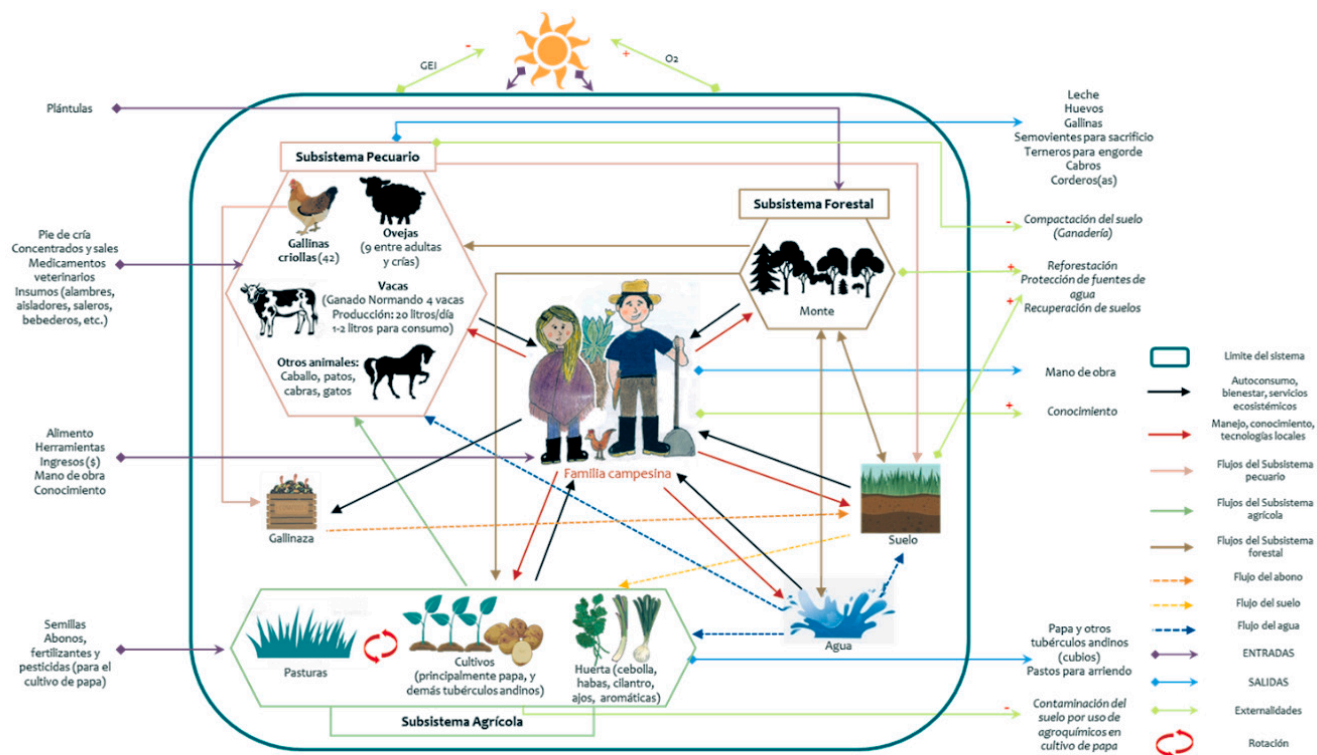 GEI
-
+
O2
Plántulas
Leche
Huevos
Gallinas
Semovientes para sacrificio
Terneros para engorde
Cabros
Corderos(as)
Subsistema Pecuario
Gallinas
criollas (42)
Ovejas
(9 entre adultas
y crías)
Vacas
(Ganado Normando 4 vacas
Producción: 20 litros/día
1-2 litros para consumo)
Otros animales:
Caballo, patos,
cabras, gatos
Subsistema Forestal
Monte
Pie de cría
Concentrados y sales
Medicamentos
veterinarios
Insumos (alambres,
aisladores, saleros,
bebederos, etc.)
-
Compactación del suelo
(Ganadería)
+
Reforestación
Protección de fuentes de
agua
+
Recuperación de suelos
Mano de obra
+
Conocimiento
Alimento
Herramientas
Ingresos ($)
Mano de obra
Conocimiento
Familia campesina
Gallinaza
Suelo
Agua
Semillas
Abonos,
fertilizantes y
pesticidas (para el
cultivo de papa)
Pasturas
Cultivos
(principalmente papa, y
demás tubérculos andinos)
Huerta (cebolla,
habas, cilantro,
ajos, aromáticas)
Subsistema Agrícola
Papa y otros
tubérculos andinos
(cubios)
Pastos para arriendo
-
Contaminación del
suelo por uso de
agroquímicos en
cultivo de papa
Limite del sistema
Autoconsumo,
bienestar, servicios
ecosistémicos
Manejo, conocimiento,
tecnologías locales
Flujos del Subsistema
pecuario
Flujos del Subsistema
agrícola
Flujos del Subsistema
forestal
Flujo del abono
Flujo del suelo
Flujo del agua
ENTRADAS
SALIDAS
Externalidades
Rotación